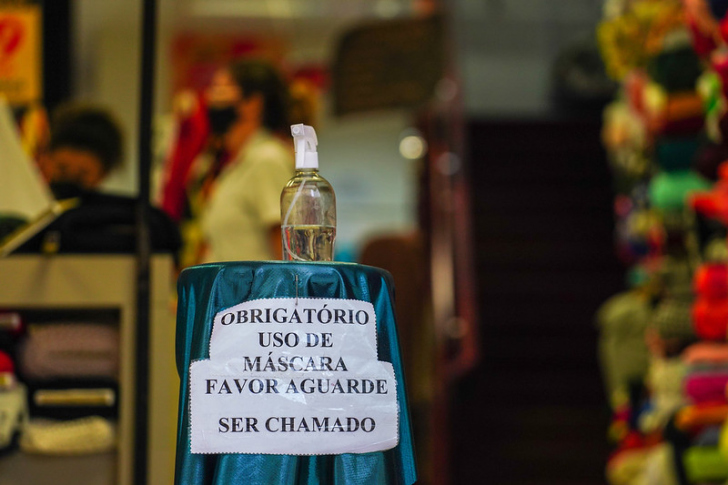 OBRIGATÓRIO
USO DE
MÁSCARA
FAVOR AGUARDE
SER CHAMADO